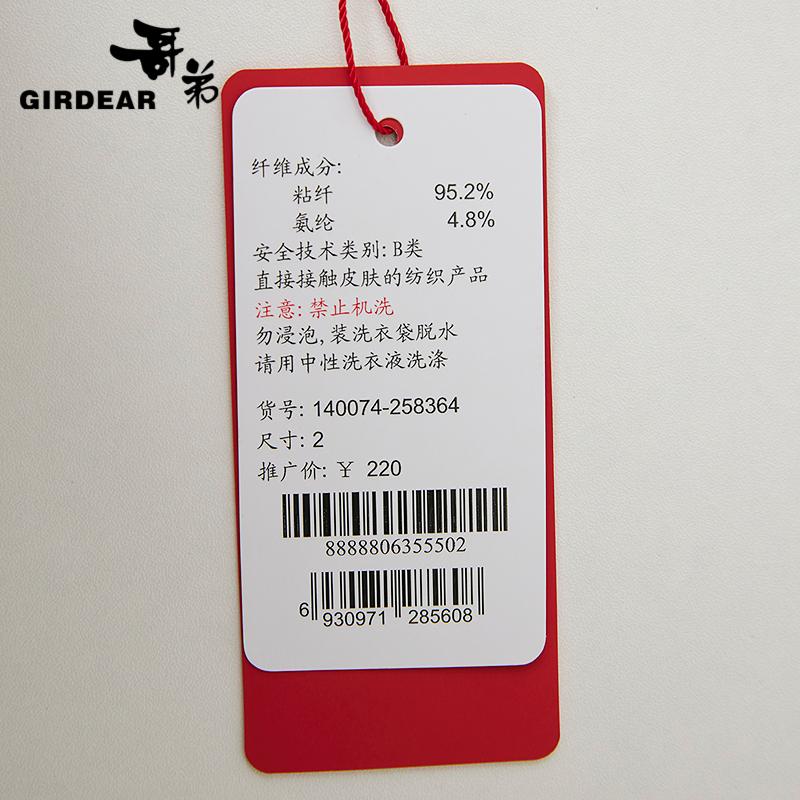 哥弟
GIRDEAR
纤维成分:
粘纤 95.2%
氨纶 4.8%
安全技术类别: B类
直接接触皮肤的纺织产品
注意: 禁止机洗
勿浸泡, 装洗衣袋脱水
请用中性洗衣液洗涤
货号: 140074-258364
尺寸: 2
推广价: ￥ 220
8888806355502
6 930971 285608